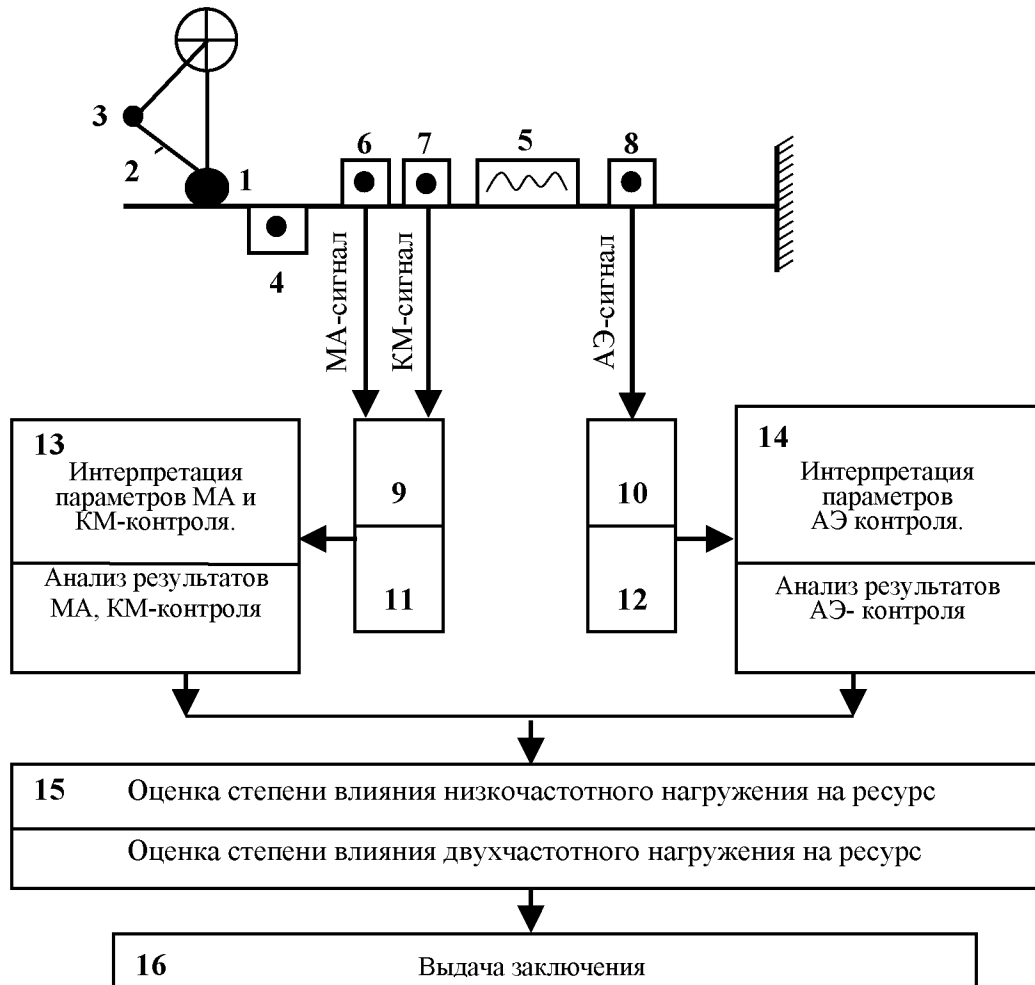 3
2
1
6
7
5
8
4
МА-сигнал
КМ-сигнал
АЭ-сигнал
13
Интерпретация
параметров МА и
КМ-контроля.
Анализ результатов
МА, КМ-контроля
9
11
10
12
14
Интерпретация
параметров
АЭ контроля.
Анализ результатов
АЭ- контроля
15 Оценка степени влияния низкочастотного нагружения на ресурс
Оценка степени влияния двухчастотного нагружения на ресурс
16 Выдача заключения